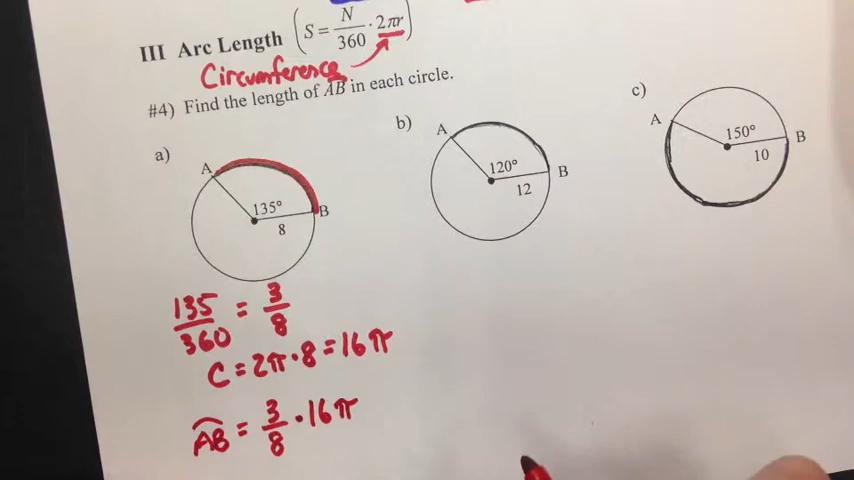 III Arc Length (S = N/360 · 2πr)
Circumference
#4) Find the length of AB in each circle.
a)
A
135°
B
8
135/360 = 3/8
C = 2π · 8 = 16π
AB = 3/8 · 16π
b)
A
120°
B
12
c)
A
150°
B
10